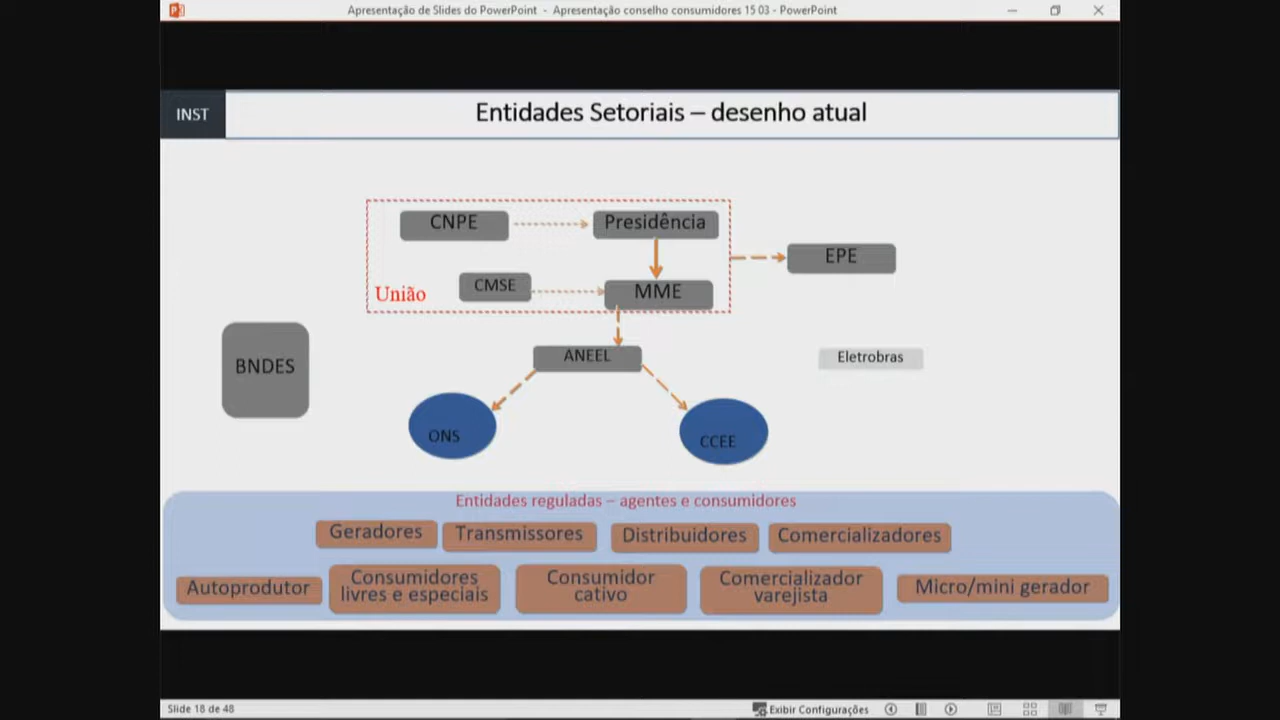 Apresentação de Slides do PowerPoint - Apresentação conselho consumidores 15 03 - PowerPoint
INST
Entidades Setoriais – desenho atual
CNPE
Presidência
EPE
CMSE
MME
União
BNDES
ANEEL
Eletrobras
ONS
CCEE
Entidades reguladas – agentes e consumidores
Geradores
Transmissores
Distribuidores
Comercializadores
Autoprodutor
Consumidores
livres e especiais
Consumidor
cativo
Comercializador
varejista
Micro/mini gerador
Slide 18 de 48
Exibir Configurações